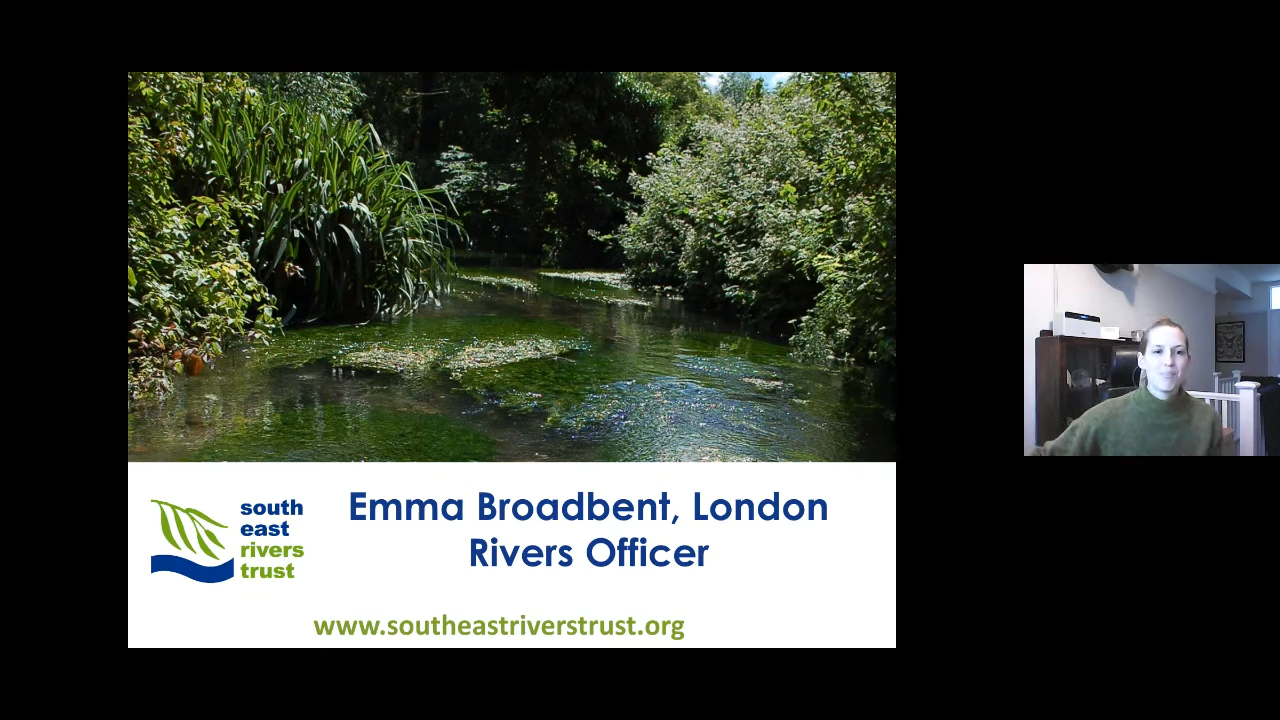 south
east
rivers
trust
Emma Broadbent, London
Rivers Officer
www.southeastriverstrust.org